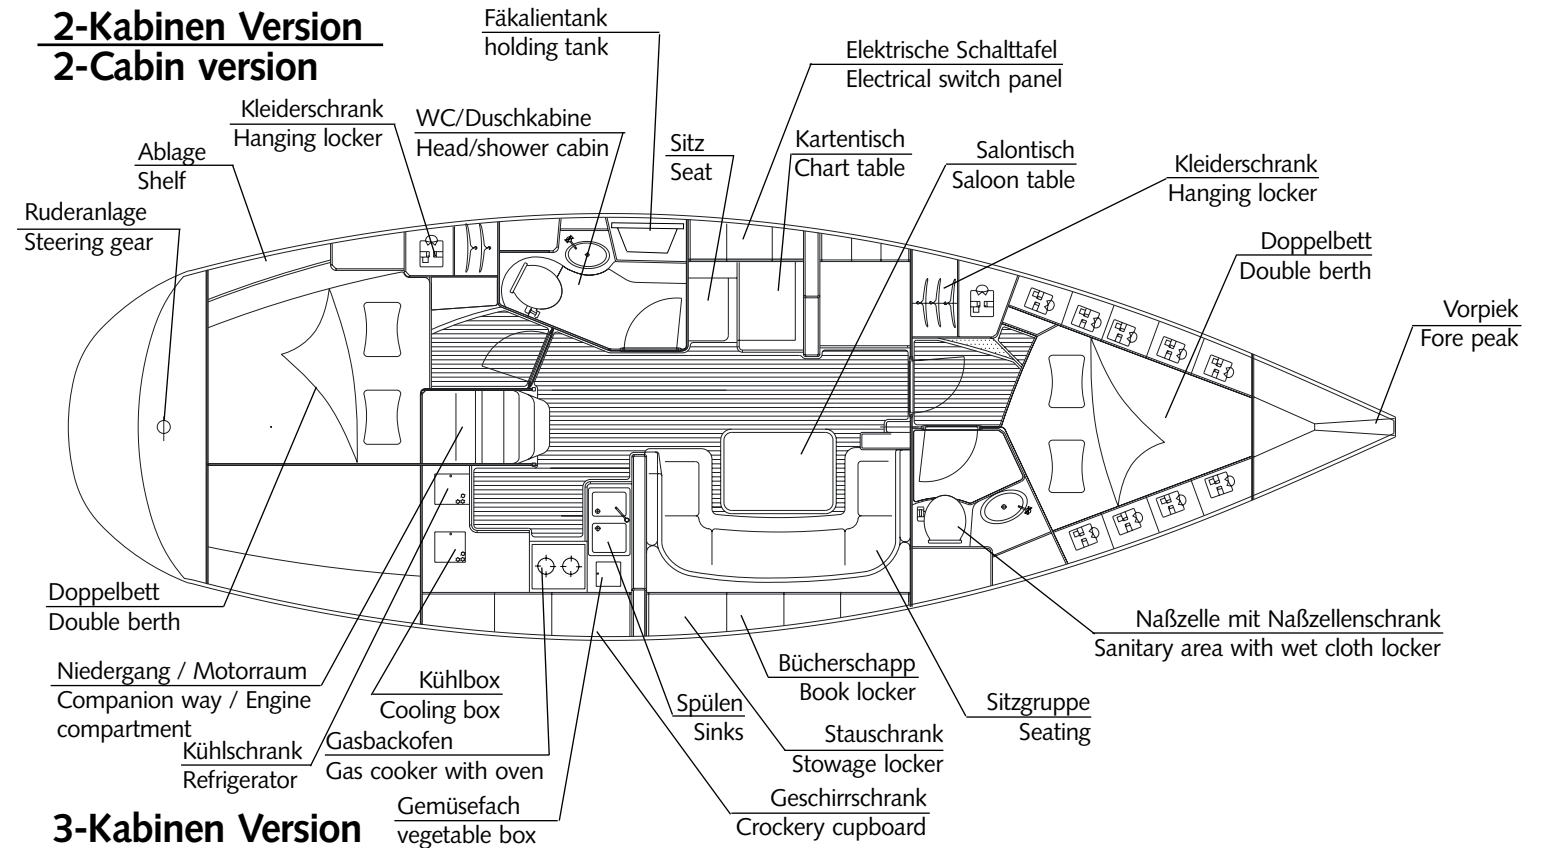 2-Kabinen Version
2-Cabin version
Fäkalientank
holding tank
Elektrische Schalttafel
Electrical switch panel
Kleiderschrank
Hanging locker
WC/Duschkabine
Head/shower cabin
Sitz
Seat
Kartentisch
Chart table
Salontisch
Saloon table
Kleiderschrank
Hanging locker
Ablage
Shelf
Ruderanlage
Steering gear
Doppelbett
Double berth
Vorpiek
Fore peak
Doppelbett
Double berth
Niedergang / Motorraum
Companion way / Engine
compartment
Kühlschrank
Refrigerator
Kühlbox
Cooling box
Gasbackofen
Gas cooker with oven
Gemüsefach
vegetable box
Spülen
Sinks
Bücherschapp
Book locker
Stauschrank
Stowage locker
Geschirrschrank
Crockery cupboard
Sitzgruppe
Seating
Naßzelle mit Naßzellenschrank
Sanitary area with wet cloth locker
3-Kabinen Version